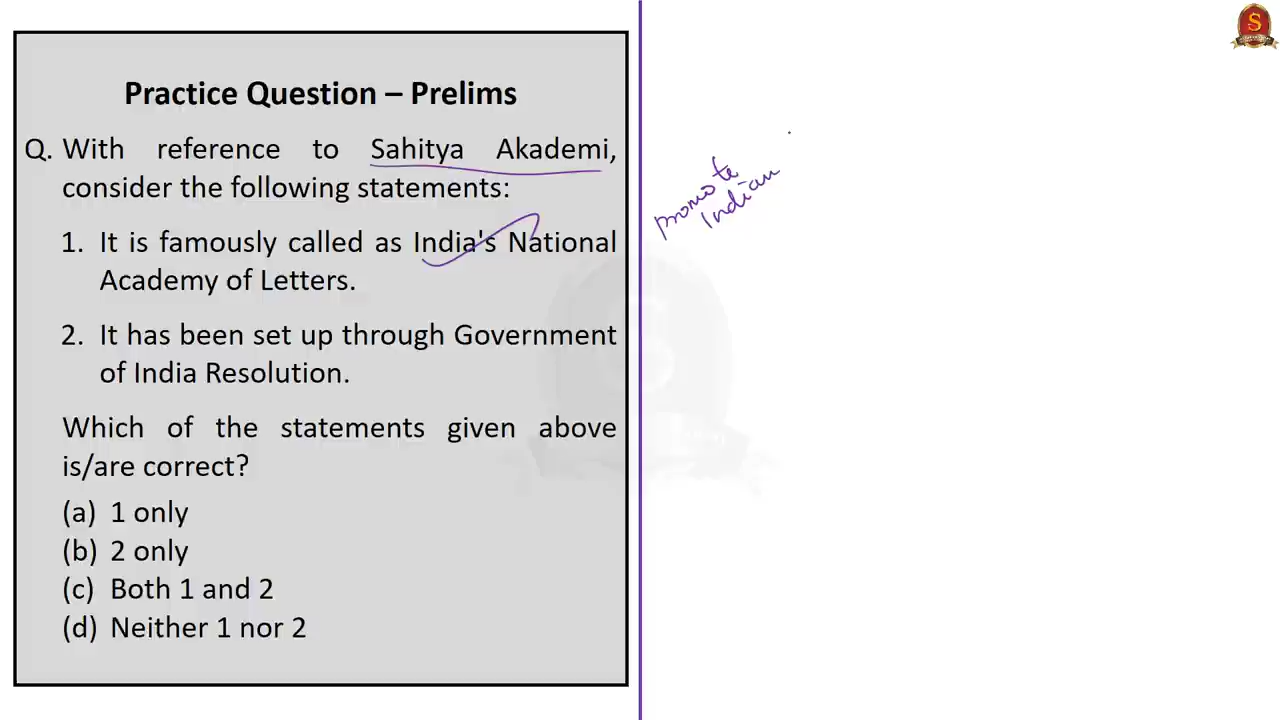 Practice Question – Prelims
Q. With reference to Sahitya Akademi,
consider the following statements:
1. It is famously called as India's National
Academy of Letters.
2. It has been set up through Government
of India Resolution.
Which of the statements given above
is/are correct?
(a) 1 only
(b) 2 only
(c) Both 1 and 2
(d) Neither 1 nor 2
promote
Indian
S